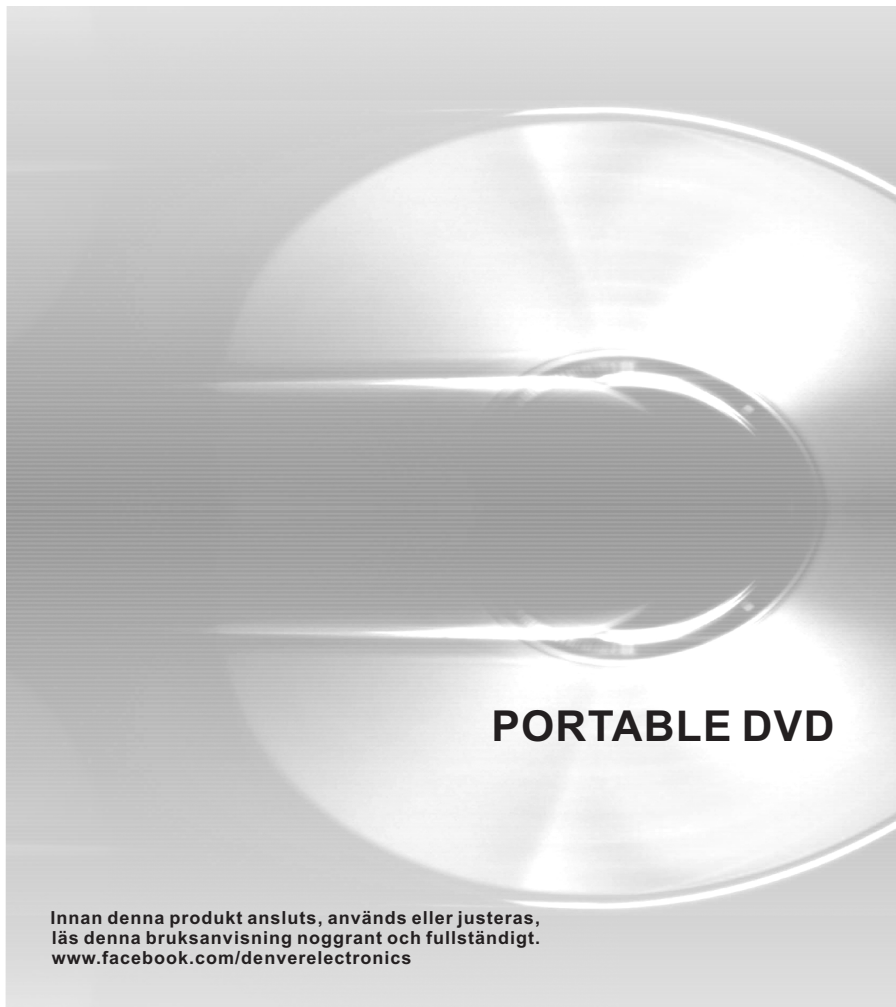 PORTABLE DVD
Innan denna produkt ansluts, används eller justeras,
läs denna bruksanvisning noggrant och fullständigt.
www.facebook.com/denverelectronics